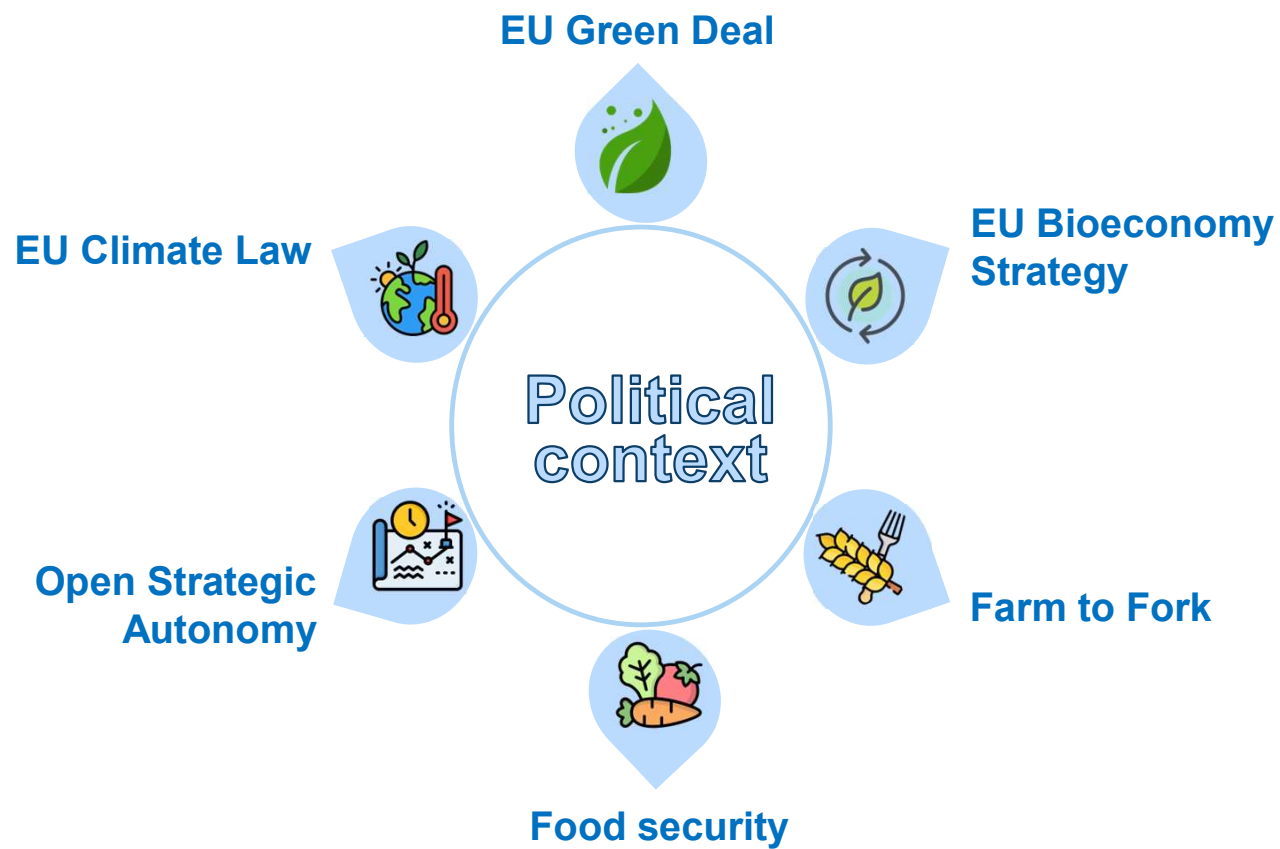 EU Green Deal
EU Bioeconomy
Strategy
EU Climate Law
Political
context
Open Strategic
Autonomy
Farm to Fork
Food security